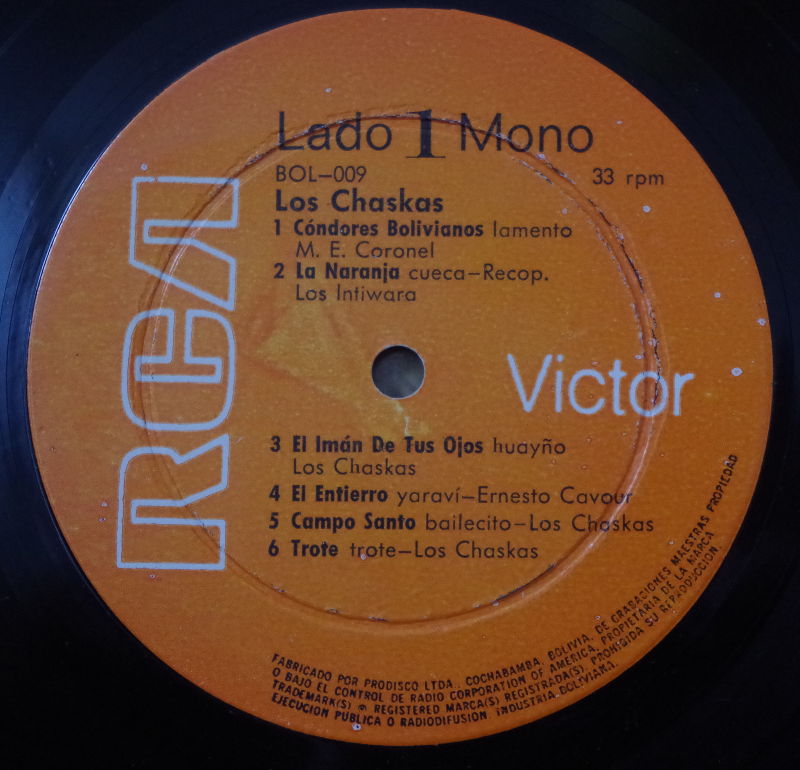 Lado 1 Mono
BOL–009 33 rpm
Los Chaskas
1 Cóndores Bolivianos lamento
M. E. Coronel
2 La Naranja cueca–Recop.
Los Intiwara
RCA Victor
3 El Imán De Tus Ojos huayño
Los Chaskas
4 El Entierro yaraví–Ernesto Cavour
5 Campo Santo bailecito–Los Chaskas
6 Trote trote–Los Chaskas
FABRICADO POR PRODISCO LTDA. COCHABAMBA, BOLIVIA, DE GRABACIONES MAESTRAS PROPIEDAD
O BAJO EL CONTROL DE RADIO CORPORATION OF AMERICA, PROPIETARIA DE LA MARCA
TRADEMARK(S) ® REGISTERED MARCA(S) REGISTRADA(S). PROHIBIDA SU REPRODUCCION,
EJECUCION PUBLICA O RADIODIFUSION. INDUSTRIA BOLIVIANA.